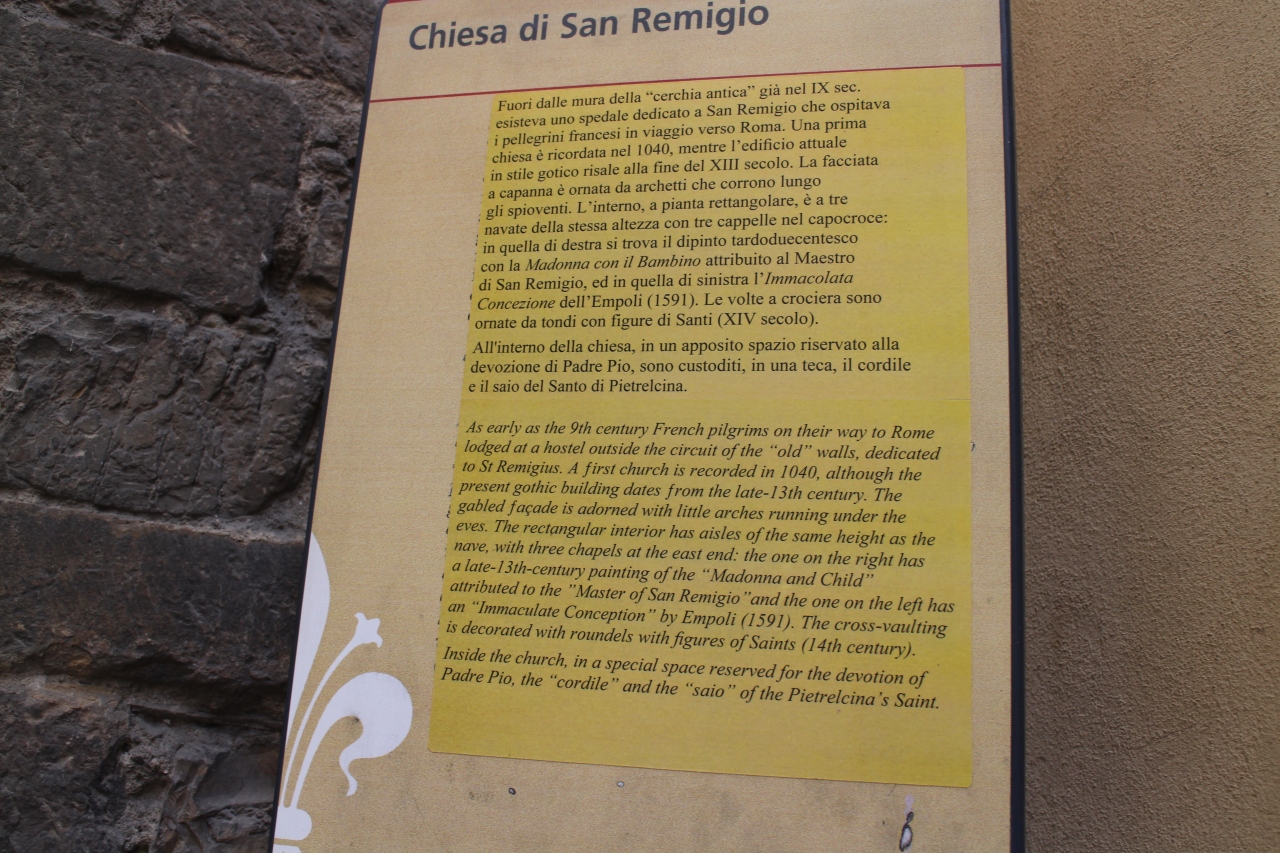 Chiesa di San Remigio
Fuori dalle mura della “cerchia antica” già nel IX sec.
esisteva uno spedale dedicato a San Remigio che ospitava
i pellegrini francesi in viaggio verso Roma. Una prima
chiesa è ricordata nel 1040, mentre l’edificio attuale
in stile gotico risale alla fine del XIII secolo. La facciata
a capanna è ornata da archetti che corrono lungo
gli spioventi. L’interno, a pianta rettangolare, è a tre
navate della stessa altezza con tre cappelle nel capocroce:
in quella di destra si trova il dipinto tardoduecentesco
con la Madonna con il Bambino attribuito al Maestro
di San Remigio, ed in quella di sinistra l’Immacolata
Concezione dell’Empoli (1591). Le volte a crociera sono
ornate da tondi con figure di Santi (XIV secolo).
All'interno della chiesa, in un apposito spazio riservato alla
devozione di Padre Pio, sono custoditi, in una teca, il cordile
e il saio del Santo di Pietrelcina.
As early as the 9th century French pilgrims on their way to Rome
lodged at a hostel outside the circuit of the “old” walls, dedicated
to St Remigius. A first church is recorded in 1040, although the
present gothic building dates from the late-13th century. The
gabled façade is adorned with little arches running under the
eves. The rectangular interior has aisles of the same height as the
nave, with three chapels at the east end: the one on the right has
a late-13th-century painting of the “Madonna and Child”
attributed to the ”Master of San Remigio”and the one on the left has
an “Immaculate Conception” by Empoli (1591). The cross-vaulting
is decorated with roundels with figures of Saints (14th century).
Inside the church, in a special space reserved for the devotion of
Padre Pio, the “cordile” and the “saio” of the Pietrelcina’s Saint.